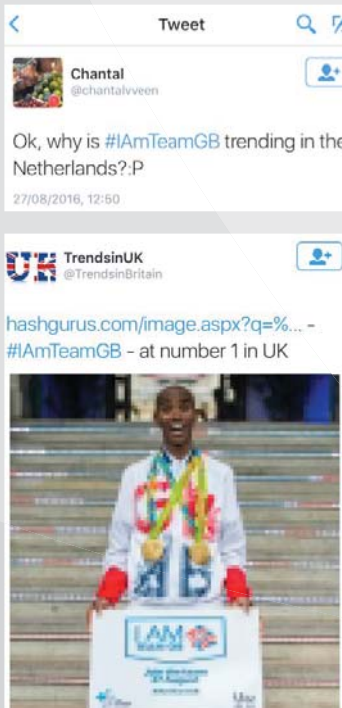 Tweet
Chantal
@chantalvveen
Ok, why is #IAmTeamGB trending in the
Netherlands?:P
27/08/2016, 12:50
UK
TrendsinUK
@TrendsinBritain
hashgurus.com/image.aspx?q=%... -
#IAmTeamGB - at number 1 in UK
I AM
TEAM GB